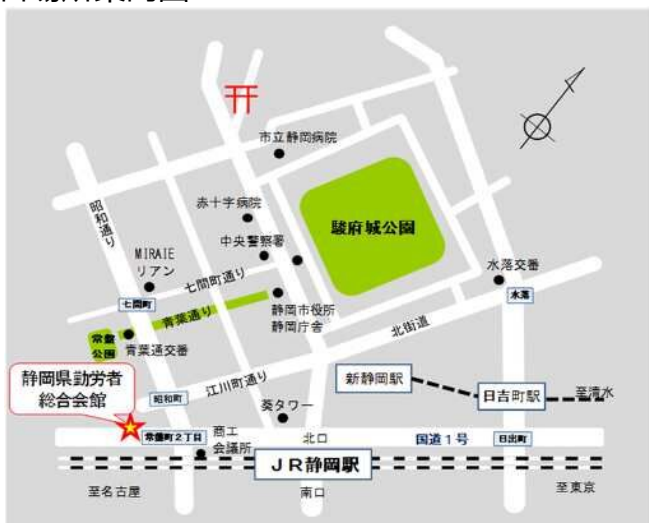 市立静岡病院
赤十字病院
駿府城公園
昭和通り
中央警察署
MIRAIE
リアン
七間町通り
水落交番
七間町
静岡市役所
静岡庁舎
水落
青葉通り
北街道
常盤
公園
青葉通交番
静岡県勤労者
総合会館
江川町通り
新静岡駅
日吉町駅
至清水
昭和町
葵タワー
常盤町2丁目
商工
会議所
北口
国道1号
日出町
JR静岡駅
至名古屋
南口
至東京